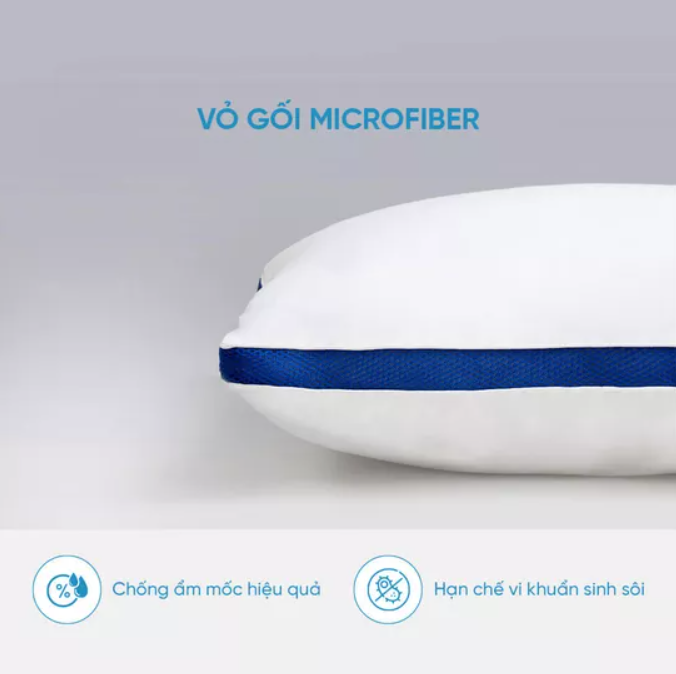 VỎ GỐI MICROFIBER
Chống ẩm mốc hiệu quả
Hạn chế vi khuẩn sinh sôi